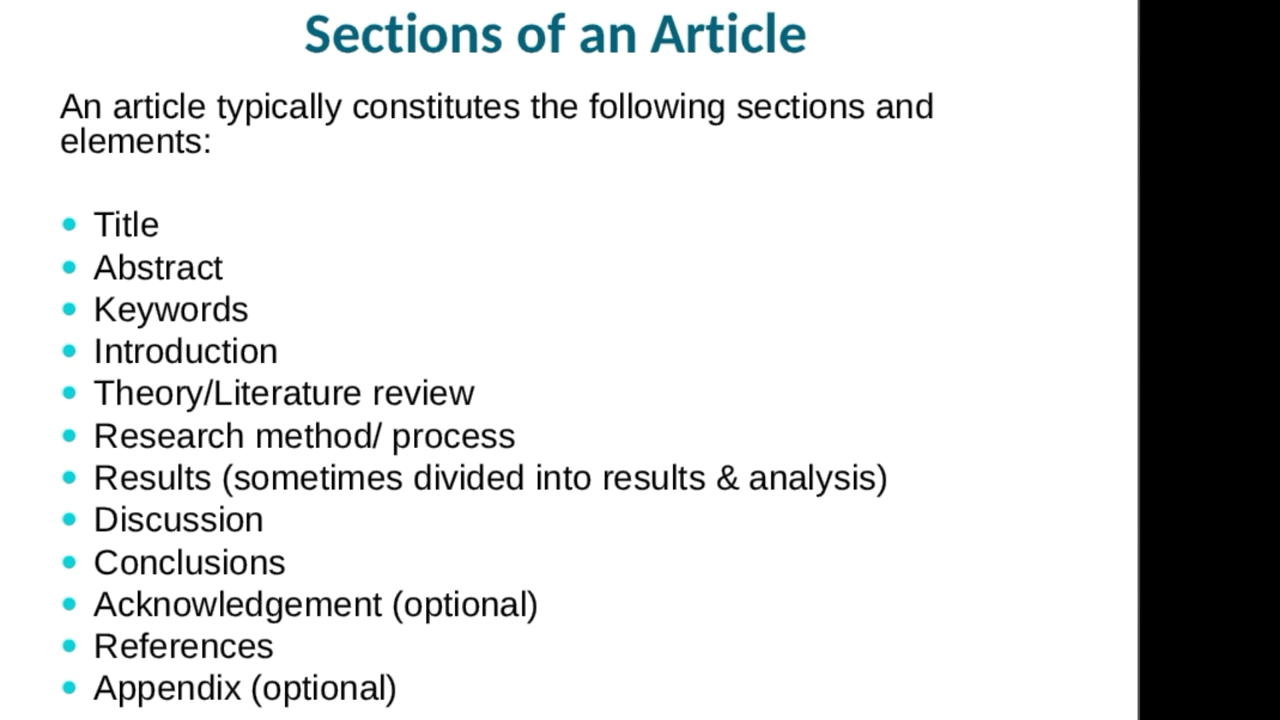 Sections of an Article
An article typically constitutes the following sections and
elements:
• Title
• Abstract
• Keywords
• Introduction
• Theory/Literature review
• Research method/ process
• Results (sometimes divided into results & analysis)
• Discussion
• Conclusions
• Acknowledgement (optional)
• References
• Appendix (optional)